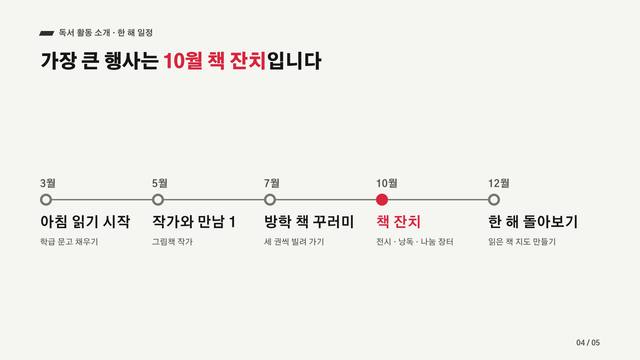 독서 활동 소개 · 한 해 일정
가장 큰 행사는 10월 책 잔치입니다
3월
아침 읽기 시작
학급 문고 채우기
5월
작가와 만남 1
그림책 작가
7월
방학 책 꾸러미
세 권씩 빌려 가기
10월
책 잔치
전시 · 낭독 · 나눔 장터
12월
한 해 돌아보기
읽은 책 지도 만들기
04 / 05